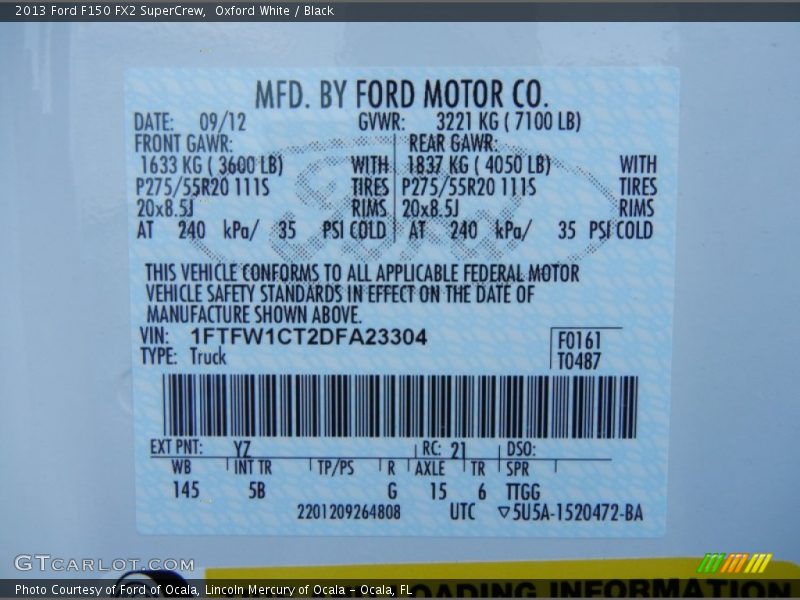 2013 Ford F150 FX2 SuperCrew, Oxford White / Black
MFD. BY FORD MOTOR CO.
DATE: 09/12 GVWR: 3221 KG ( 7100 LB)
FRONT GAWR: REAR GAWR:
1633 KG ( 3600 LB) WITH 1837 KG ( 4050 LB) WITH
P275/55R20 111S TIRES P275/55R20 111S TIRES
20x8.5J RIMS 20x8.5J RIMS
AT 240 kPa/ 35 PSI COLD AT 240 kPa/ 35 PSI COLD
THIS VEHICLE CONFORMS TO ALL APPLICABLE FEDERAL MOTOR
VEHICLE SAFETY STANDARDS IN EFFECT ON THE DATE OF
MANUFACTURE SHOWN ABOVE.
VIN: 1FTFW1CT2DFA23304 F0161
TYPE: Truck T0487
EXT PNT: YZ RC: 21 DSO:
WB INT TR TP/PS R AXLE TR SPR
145 5B G 15 6 TTGG
2201209264808 UTC ▽5U5A-1520472-BA
GTCARLOT.COM
LOADING INFORMATION
Photo Courtesy of Ford of Ocala, Lincoln Mercury of Ocala - Ocala, FL